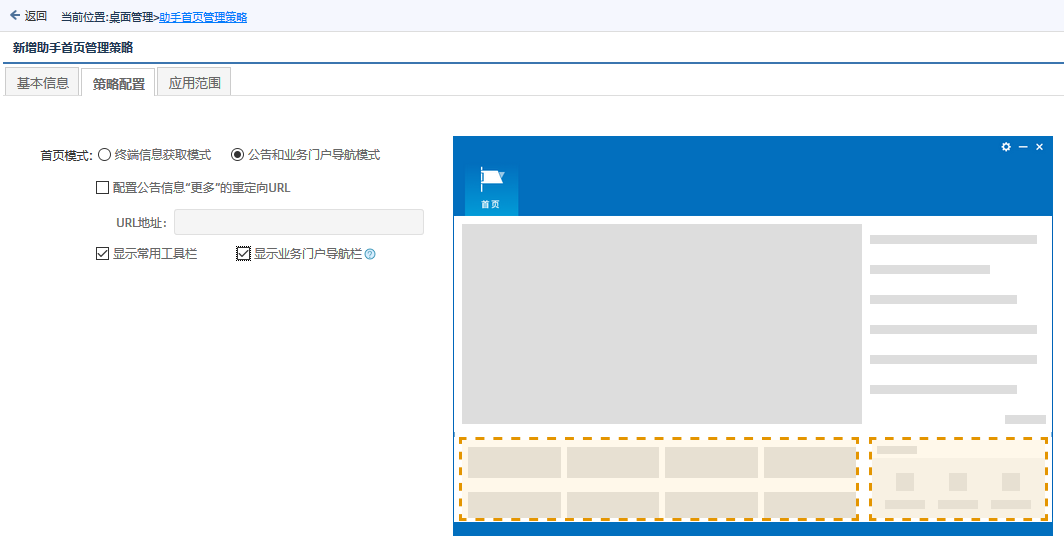 返回 当前位置:桌面管理>助手首页管理策略
新增助手首页管理策略
基本信息 策略配置 应用范围
首页模式: 终端信息获取模式 公告和业务门户导航模式
配置公告信息“更多”的重定向URL
URL地址:
显示常用工具栏 显示业务门户导航栏
首页